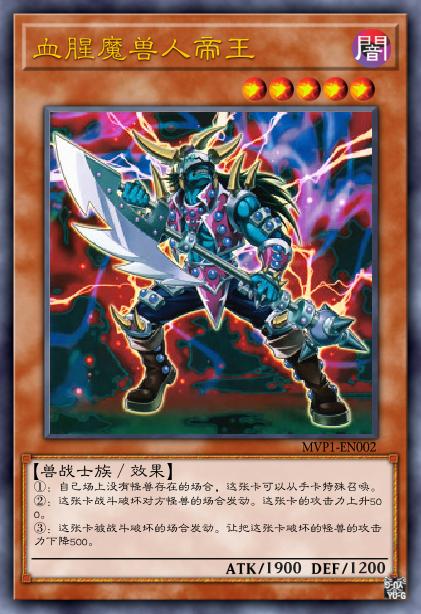 血腥魔兽人帝王
闇
MVP1-EN002
【兽战士族/效果】
①：自己场上没有怪兽存在的场合，这张卡可以从手卡特殊召唤。
②：这张卡战斗破坏对方怪兽的场合发动。这张卡的攻击力上升50
0。
③：这张卡被战斗破坏的场合发动。让把这张卡破坏的怪兽的攻击
力下降500。
ATK/1900 DEF/1200